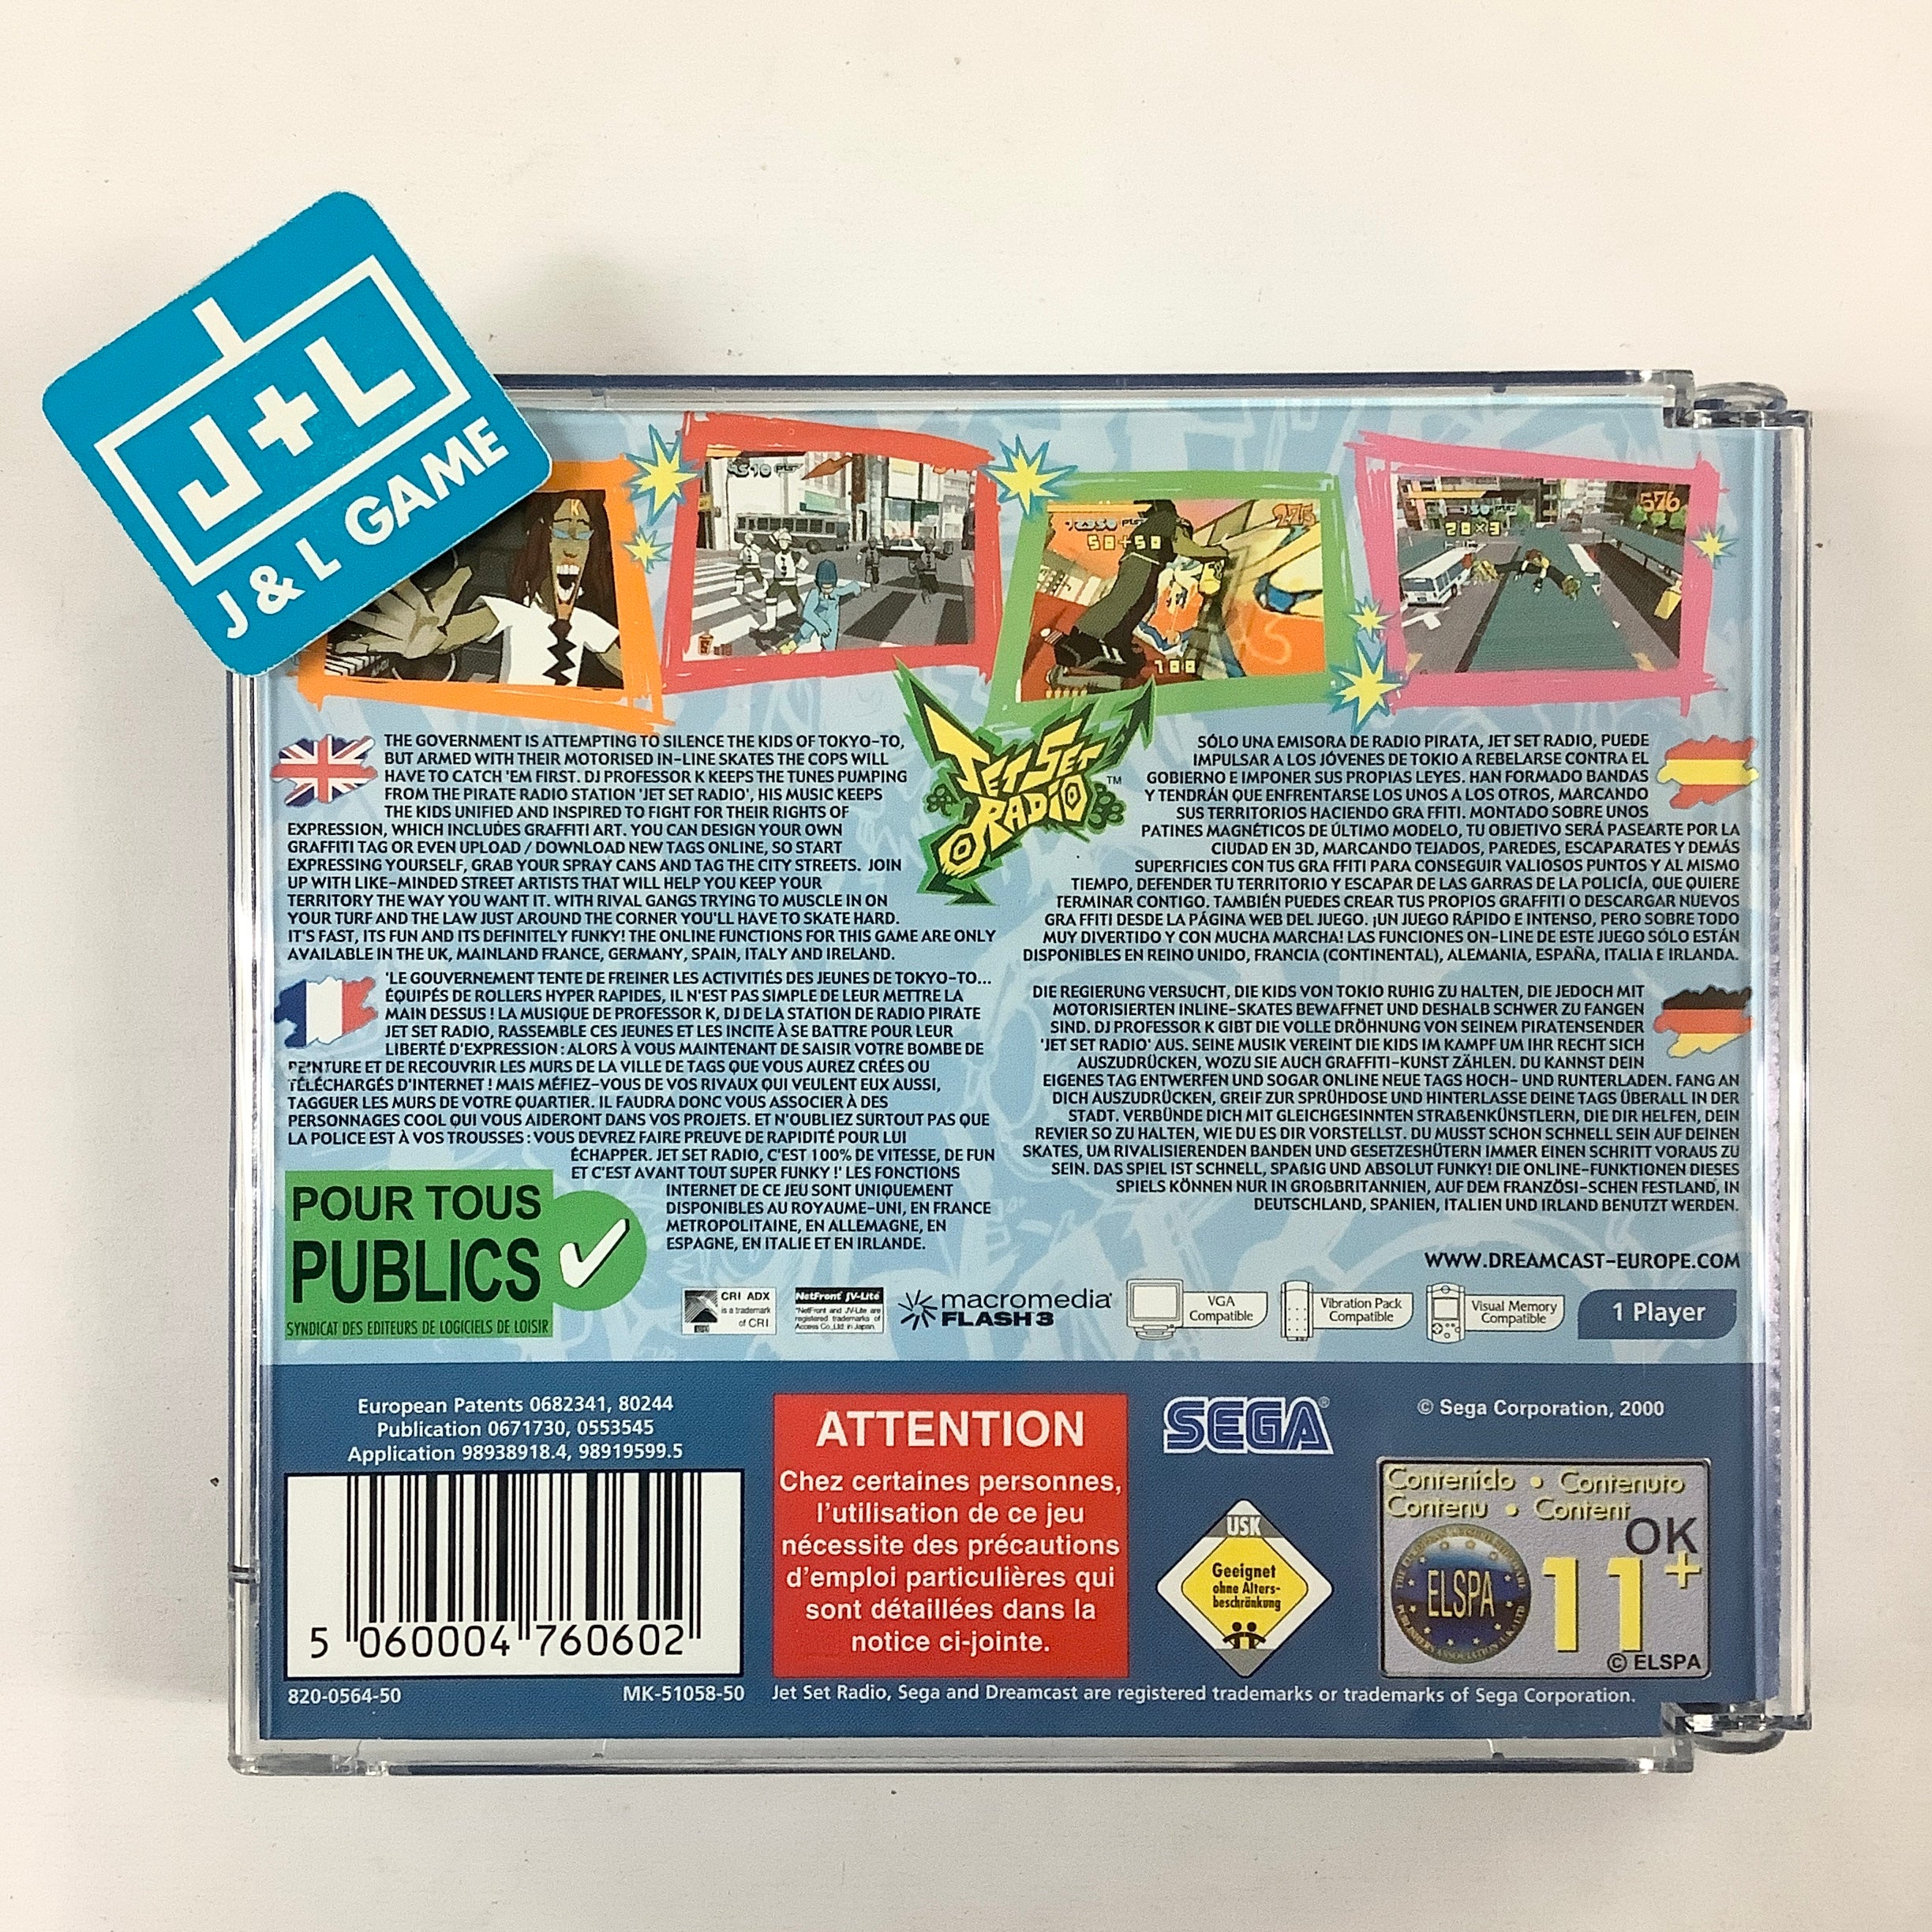 J+L
J & L GAME
9510 pts
12350 pts
50+50
275
100
150 pts
20x3
576
JET SET
RADIO ™
THE GOVERNMENT IS ATTEMPTING TO SILENCE THE KIDS OF TOKYO-TO,
BUT ARMED WITH THEIR MOTORISED IN-LINE SKATES THE COPS WILL
HAVE TO CATCH 'EM FIRST. DJ PROFESSOR K KEEPS THE TUNES PUMPING
FROM THE PIRATE RADIO STATION 'JET SET RADIO', HIS MUSIC KEEPS
THE KIDS UNIFIED AND INSPIRED TO FIGHT FOR THEIR RIGHTS OF
EXPRESSION, WHICH INCLUDES GRAFFITI ART. YOU CAN DESIGN YOUR OWN
GRAFFITI TAG OR EVEN UPLOAD / DOWNLOAD NEW TAGS ONLINE, SO START
EXPRESSING YOURSELF, GRAB YOUR SPRAY CANS AND TAG THE CITY STREETS. JOIN
UP WITH LIKE-MINDED STREET ARTISTS THAT WILL HELP YOU KEEP YOUR
TERRITORY THE WAY YOU WANT IT. WITH RIVAL GANGS TRYING TO MUSCLE IN ON
YOUR TURF AND THE LAW JUST AROUND THE CORNER YOU'LL HAVE TO SKATE HARD.
IT'S FAST, ITS FUN AND ITS DEFINITELY FUNKY! THE ONLINE FUNCTIONS FOR THIS GAME ARE ONLY
AVAILABLE IN THE UK, MAINLAND FRANCE, GERMANY, SPAIN, ITALY AND IRELAND.
'LE GOUVERNEMENT TENTE DE FREINER LES ACTIVITIÉS DES JEUNES DE TOKYO-TO...
ÉQUIPÉS DE ROLLERS HYPER RAPIDES, IL N'EST PAS SIMPLE DE LEUR METTRE LA
MAIN DESSUS ! LA MUSIQUE DE PROFESSOR K, DJ DE LA STATION DE RADIO PIRATE
JET SET RADIO, RASSEMBLE CES JEUNES ET LES INCITE À SE BATTRE POUR LEUR
LIBERTÉ D'EXPRESSION : ALORS À VOUS MAINTENANT DE SAISIR VOTRE BOMBE DE
PEINTURE ET DE RECOUVRIR LES MURS DE LA VILLE DE TAGS QUE VOUS AUREZ CRÉES OU
TÉLÉCHARGÉS D'INTERNET ! MAIS MÉFIEZ-VOUS DE VOS RIVAUX QUI VEULENT EUX AUSSI,
TAGGUER LES MURS DE VOTRE QUARTIER. IL FAUDRA DONC VOUS ASSOCIER À DES
PERSONNAGES COOL QUI VOUS AIDERONT DANS VOS PROJETS. ET N'OUBLIEZ SURTOUT PAS QUE
LA POLICE EST À VOS TROUSSES : VOUS DEVREZ FAIRE PREUVE DE RAPIDITÉ POUR LUI
ÉCHAPPER. JET SET RADIO, C'EST 100% DE VITESSE, DE FUN
ET C'EST AVANT TOUT SUPER FUNKY !' LES FONCTIONS
INTERNET DE CE JEU SONT UNIQUEMENT
DISPONIBLES AU ROYAUME-UNI, EN FRANCE
METROPOLITAINE, EN ALLEMAGNE, EN
ESPAGNE, EN ITALIE ET EN IRLANDE.
SÓLO UNA EMISORA DE RADIO PIRATA, JET SET RADIO, PUEDE
IMPULSAR A LOS JÓVENES DE TOKIO A REBELARSE CONTRA EL
GOBIERNO E IMPONER SUS PROPIAS LEYES. HAN FORMADO BANDAS
Y TENDRÁN QUE ENFRENTARSE LOS UNOS A LOS OTROS, MARCANDO
SUS TERRITORIOS HACIENDO GRA FFITI. MONTADO SOBRE UNOS
PATINES MAGNÉTICOS DE ÚLTIMO MODELO, TU OBJETIVO SERÁ PASEARTE POR LA
CIUDAD EN 3D, MARCANDO TEJADOS, PAREDES, ESCAPARATES Y DEMÁS
SUPERFICIES CON TUS GRA FFITI PARA CONSEGUIR VALIOSOS PUNTOS Y AL MISMO
TIEMPO, DEFENDER TU TERRITORIO Y ESCAPAR DE LAS GARRAS DE LA POLICÍA, QUE QUIERE
TERMINAR CONTIGO. TAMBIÉN PUEDES CREAR TUS PROPIOS GRAFFITI O DESCARGAR NUEVOS
GRA FFITI DESDE LA PÁGINA WEB DEL JUEGO. ¡UN JUEGO RÁPIDO E INTENSO, PERO SOBRE TODO
MUY DIVERTIDO Y CON MUCHA MARCHA! LAS FUNCIONES ON-LINE DE ESTE JUEGO SÓLO ESTÁN
DISPONIBLES EN REINO UNIDO, FRANCIA (CONTINENTAL), ALEMANIA, ESPAÑA, ITALIA E IRLANDA.
DIE REGIERUNG VERSUCHT, DIE KIDS VON TOKIO RUHIG ZU HALTEN, DIE JEDOCH MIT
MOTORISIERTEN INLINE-SKATES BEWAFFNET UND DESHALB SCHWER ZU FANGEN
SIND. DJ PROFESSOR K GIBT DIE VOLLE DRÖHNUNG VON SEINEM PIRATENSENDER
'JET SET RADIO' AUS. SEINE MUSIK VEREINT DIE KIDS IM KAMPF UM IHR RECHT SICH
AUSZUDRÜCKEN, WOZU SIE AUCH GRAFFITI-KUNST ZÄHLEN. DU KANNST DEIN
EIGENES TAG ENTWERFEN UND SOGAR ONLINE NEUE TAGS HOCH- UND RUNTERLADEN. FANG AN
DICH AUSZUDRÜCKEN, GREIF ZUR SPRÜHDOSE UND HINTERLASSE DEINE TAGS ÜBERALL IN DER
STADT. VERBÜNDE DICH MIT GLEICHGESINNTEN STRAßENKÜNSTLERN, DIE DIR HELFEN, DEIN
REVIER SO ZU HALTEN, WIE DU ES DIR VORSTELLST. DU MUSST SCHON SCHNELL SEIN AUF DEINEN
SKATES, UM RIVALISIERENDEN BANDEN UND GESETZESHÜTERN IMMER EINEN SCHRITT VORAUS ZU
SEIN. DAS SPIEL IST SCHNELL, SPAßIG UND ABSOLUT FUNKY! DIE ONLINE-FUNKTIONEN DIESES
SPIELS KÖNNEN NUR IN GROßBRITANNIEN, AUF DEM FRANZÖSI-SCHEN FESTLAND, IN
DEUTSCHLAND, SPANIEN, ITALIEN UND IRLAND BENUTZT WERDEN.
WWW.DREAMCAST-EUROPE.COM
POUR TOUS
PUBLICS
SYNDICAT DES EDITEURS DE LOGICIELS DE LOISIR
CRI ADX
is a trademark
of CRI
NetFront JV-Lite
"NetFront and JV-Lite are
registered trademarks of
Access Co.,Ltd. in Japan.
macromedia®
FLASH 3
VGA
Compatible
Vibration Pack
Compatible
Visual Memory
Compatible
1 Player
European Patents 0682341, 80244
Publication 0671730, 0553545
Application 98938918.4, 98919599.5
5 060004 760602
820-0564-50
MK-51058-50
ATTENTION
Chez certaines personnes,
l'utilisation de ce jeu
nécessite des précautions
d'emploi particulières qui
sont détaillées dans la
notice ci-jointe.
SEGA®
© Sega Corporation, 2000
USK
Geeignet
ohne Alters-
beschränkung
Contenido • Contenuto
Contenu • Content
OK
ELSPA
11+
© ELSPA
Jet Set Radio, Sega and Dreamcast are registered trademarks or trademarks of Sega Corporation.